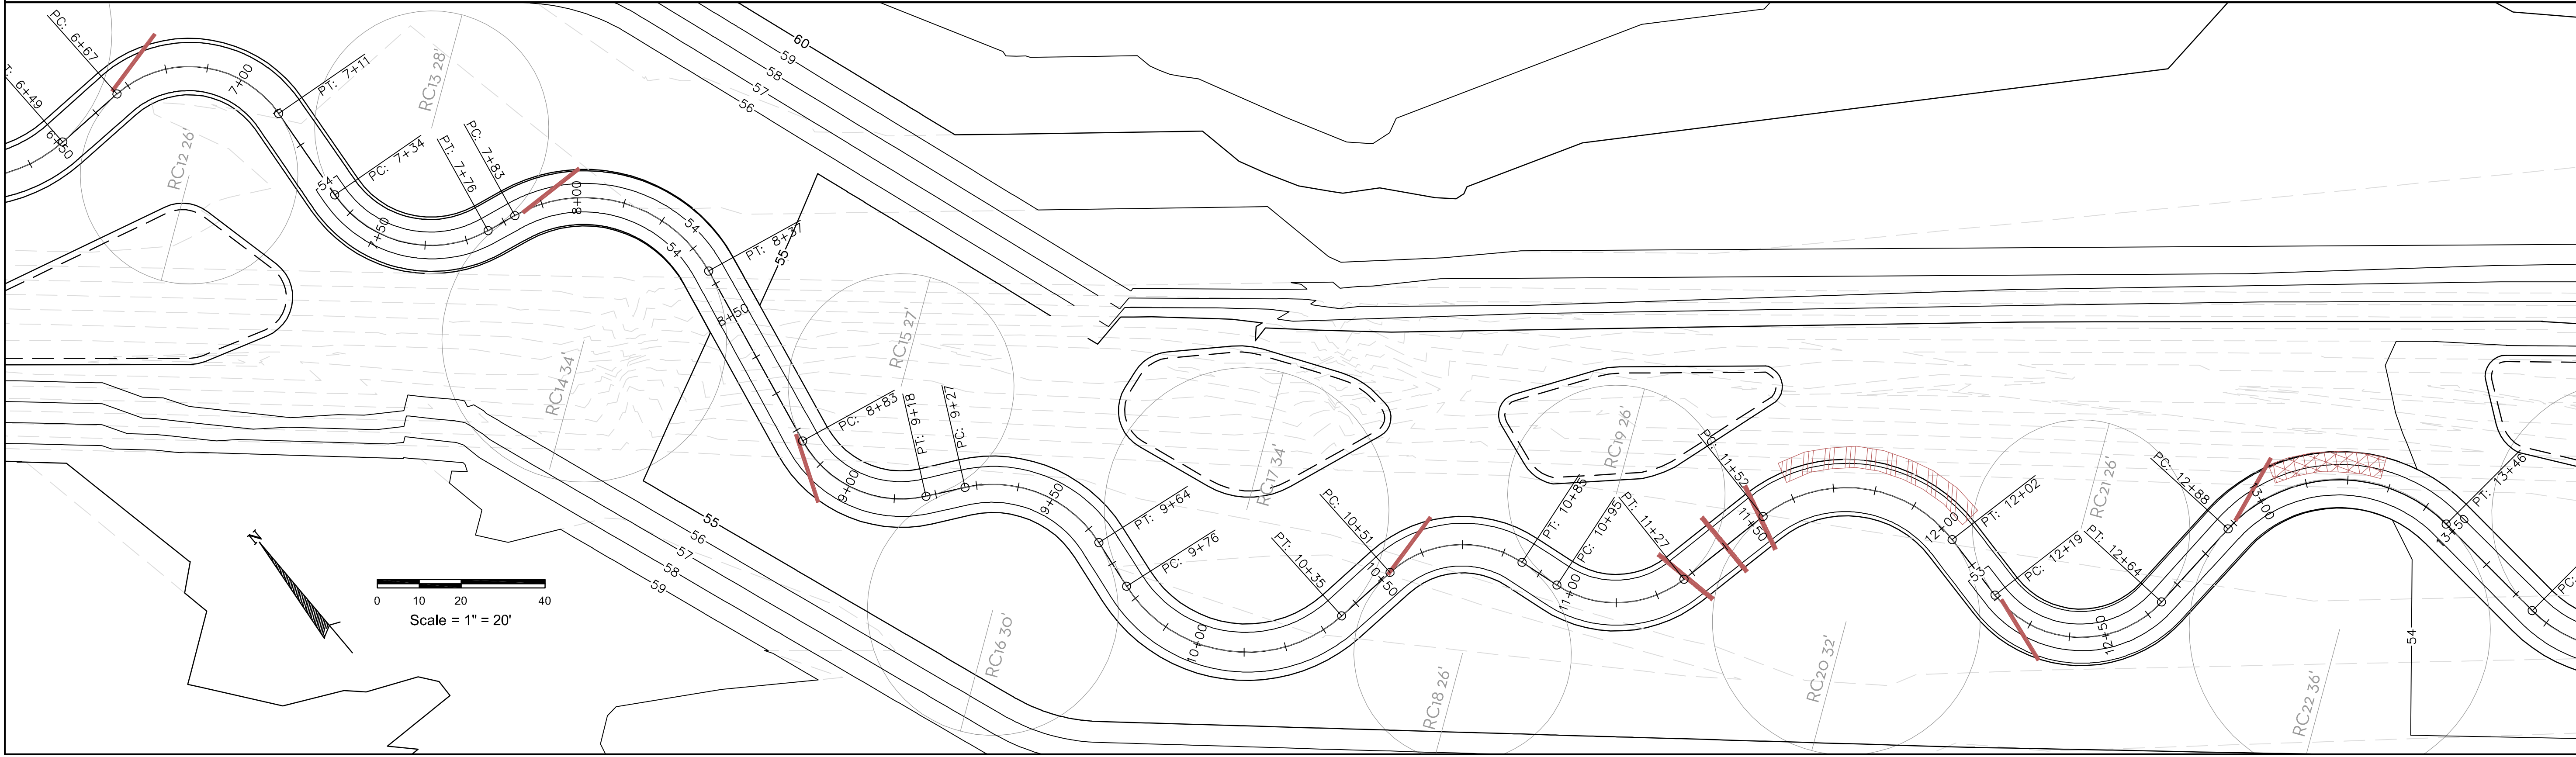 PC: 6+67
T: 6+49
6+50
RC12 26'
7+00
PT: 7+11
RC13 28'
54
PC: 7+34
7+50
PT: 7+76
PC: 7+83
8+00
RC14 34'
54
54
PT: 8+37
55
8+50
60
59
58
57
56
RC15 27'
PC: 8+83
9+00
PT: 9+18
PC: 9+27
9+50
PT: 9+64
PC: 9+76
RC16 30'
10+00
RC17 34'
PT: 10+35
PC: 10+51
10+50
RC18 26'
PT: 10+85
PC: 10+95
11+00
RC19 26'
PT: 11+27
PC: 11+52
11+50
RC20 32'
12+00
PT: 12+02
53
PC: 12+19
12+50
RC21 26'
PT: 12+64
PC: 12+88
13+00
RC22 36'
PT: 13+46
13+50
PC:
54
55
56
57
58
59
N
0 10 20 40
Scale = 1" = 20'